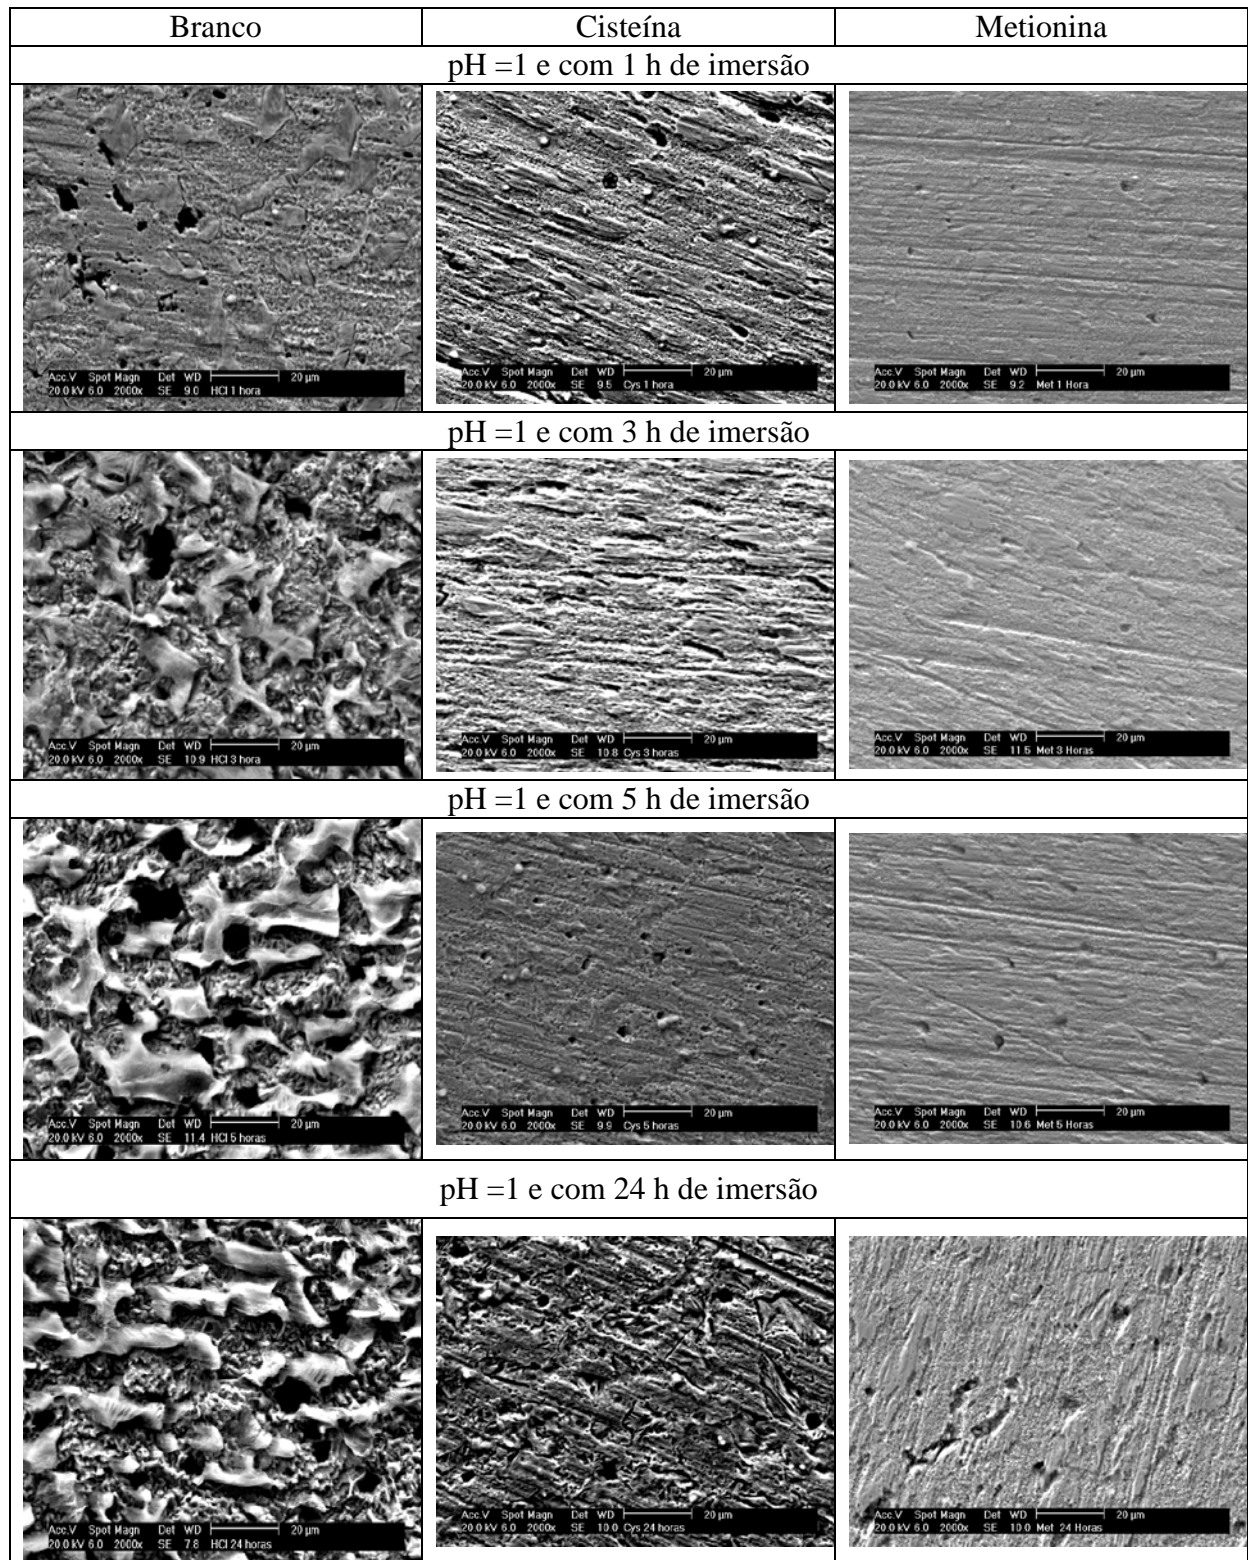 Branco Cisteína Metionina
pH =1 e com 1 h de imersão
Acc.V Spot Magn Det WD 20 µm
20.0 kV 6.0 2000x SE 9.0 HCl 1 hora
Acc.V Spot Magn Det WD 20 µm
20.0 kV 6.0 2000x SE 9.5 Cys 1 hora
Acc.V Spot Magn Det WD 20 µm
20.0 kV 6.0 2000x SE 9.2 Met 1 Hora
pH =1 e com 3 h de imersão
Acc.V Spot Magn Det WD 20 µm
20.0 kV 6.0 2000x SE 10.9 HCl 3 hora
Acc.V Spot Magn Det WD 20 µm
20.0 kV 6.0 2000x SE 10.8 Cys 3 horas
Acc.V Spot Magn Det WD 20 µm
20.0 kV 6.0 2000x SE 11.5 Met 3 Horas
pH =1 e com 5 h de imersão
Acc.V Spot Magn Det WD 20 µm
20.0 kV 6.0 2000x SE 11.4 HCl 5 horas
Acc.V Spot Magn Det WD 20 µm
20.0 kV 6.0 2000x SE 9.9 Cys 5 horas
Acc.V Spot Magn Det WD 20 µm
20.0 kV 6.0 2000x SE 10.6 Met 5 Horas
pH =1 e com 24 h de imersão
Acc.V Spot Magn Det WD 20 µm
20.0 kV 6.0 2000x SE 7.8 HCl 24 horas
Acc.V Spot Magn Det WD 20 µm
20.0 kV 6.0 2000x SE 10.0 Cys 24 horas
Acc.V Spot Magn Det WD 20 µm
20.0 kV 6.0 2000x SE 10.0 Met 24 Horas